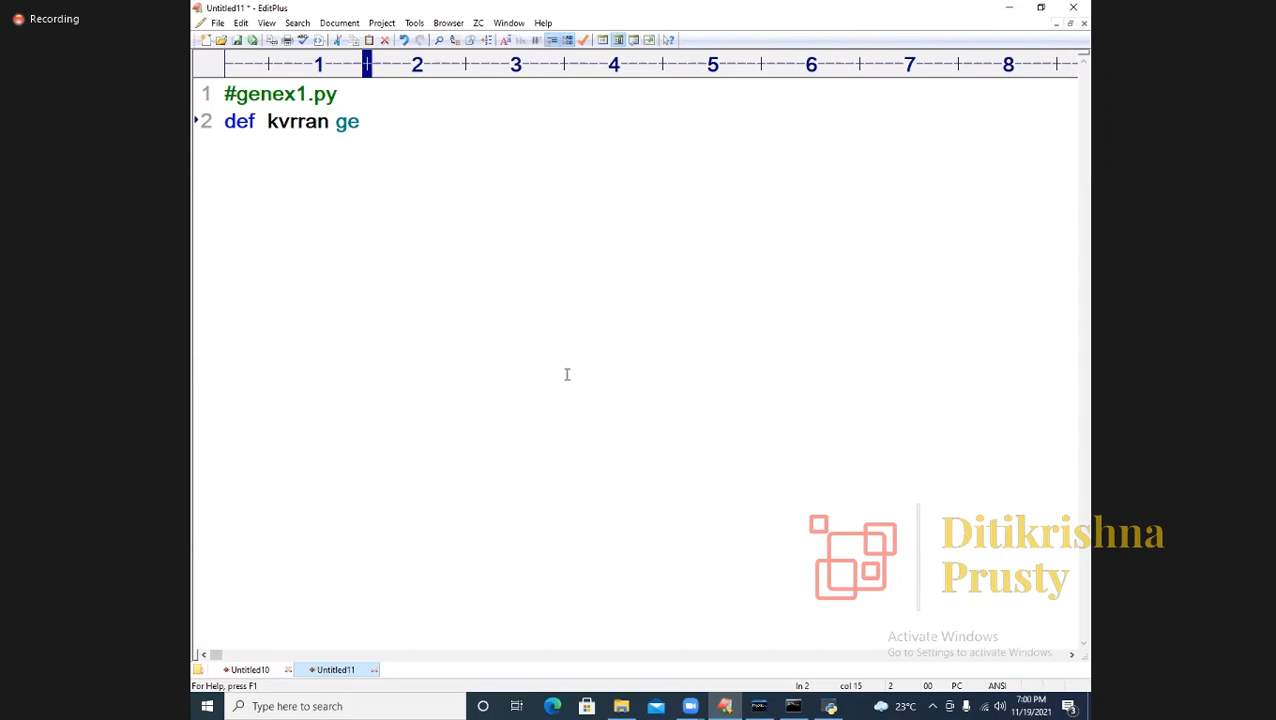 Recording
Untitled11 * - EditPlus
File Edit View Search Document Project Tools Browser ZC Window Help
1 2 3 4 5 6 7 8
1 #genex1.py
2 def kvrran ge
Ditikrishna
Prusty
Activate Windows
Go to Settings to activate Windows.
Untitled10 Untitled11
For Help, press F1 ln 2 col 15 2 00 PC ANSI
Type here to search 23°C 7:00 PM
11/19/2021 3